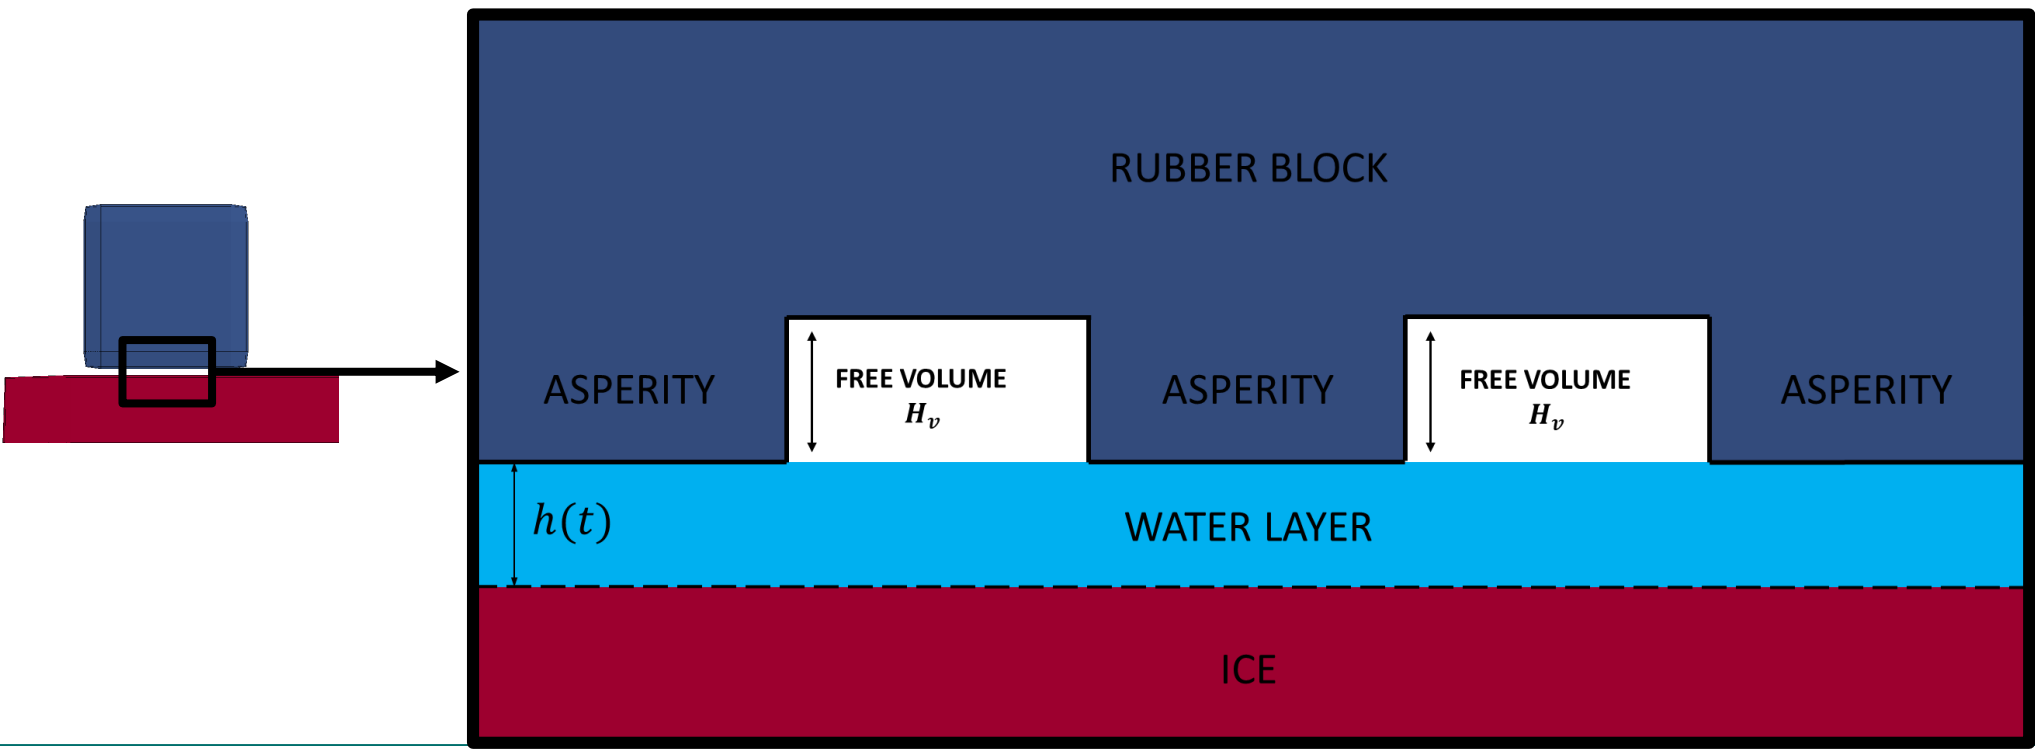 RUBBER BLOCK
ASPERITY
FREE VOLUME
H_v
ASPERITY
FREE VOLUME
H_v
ASPERITY
h(t)
WATER LAYER
ICE